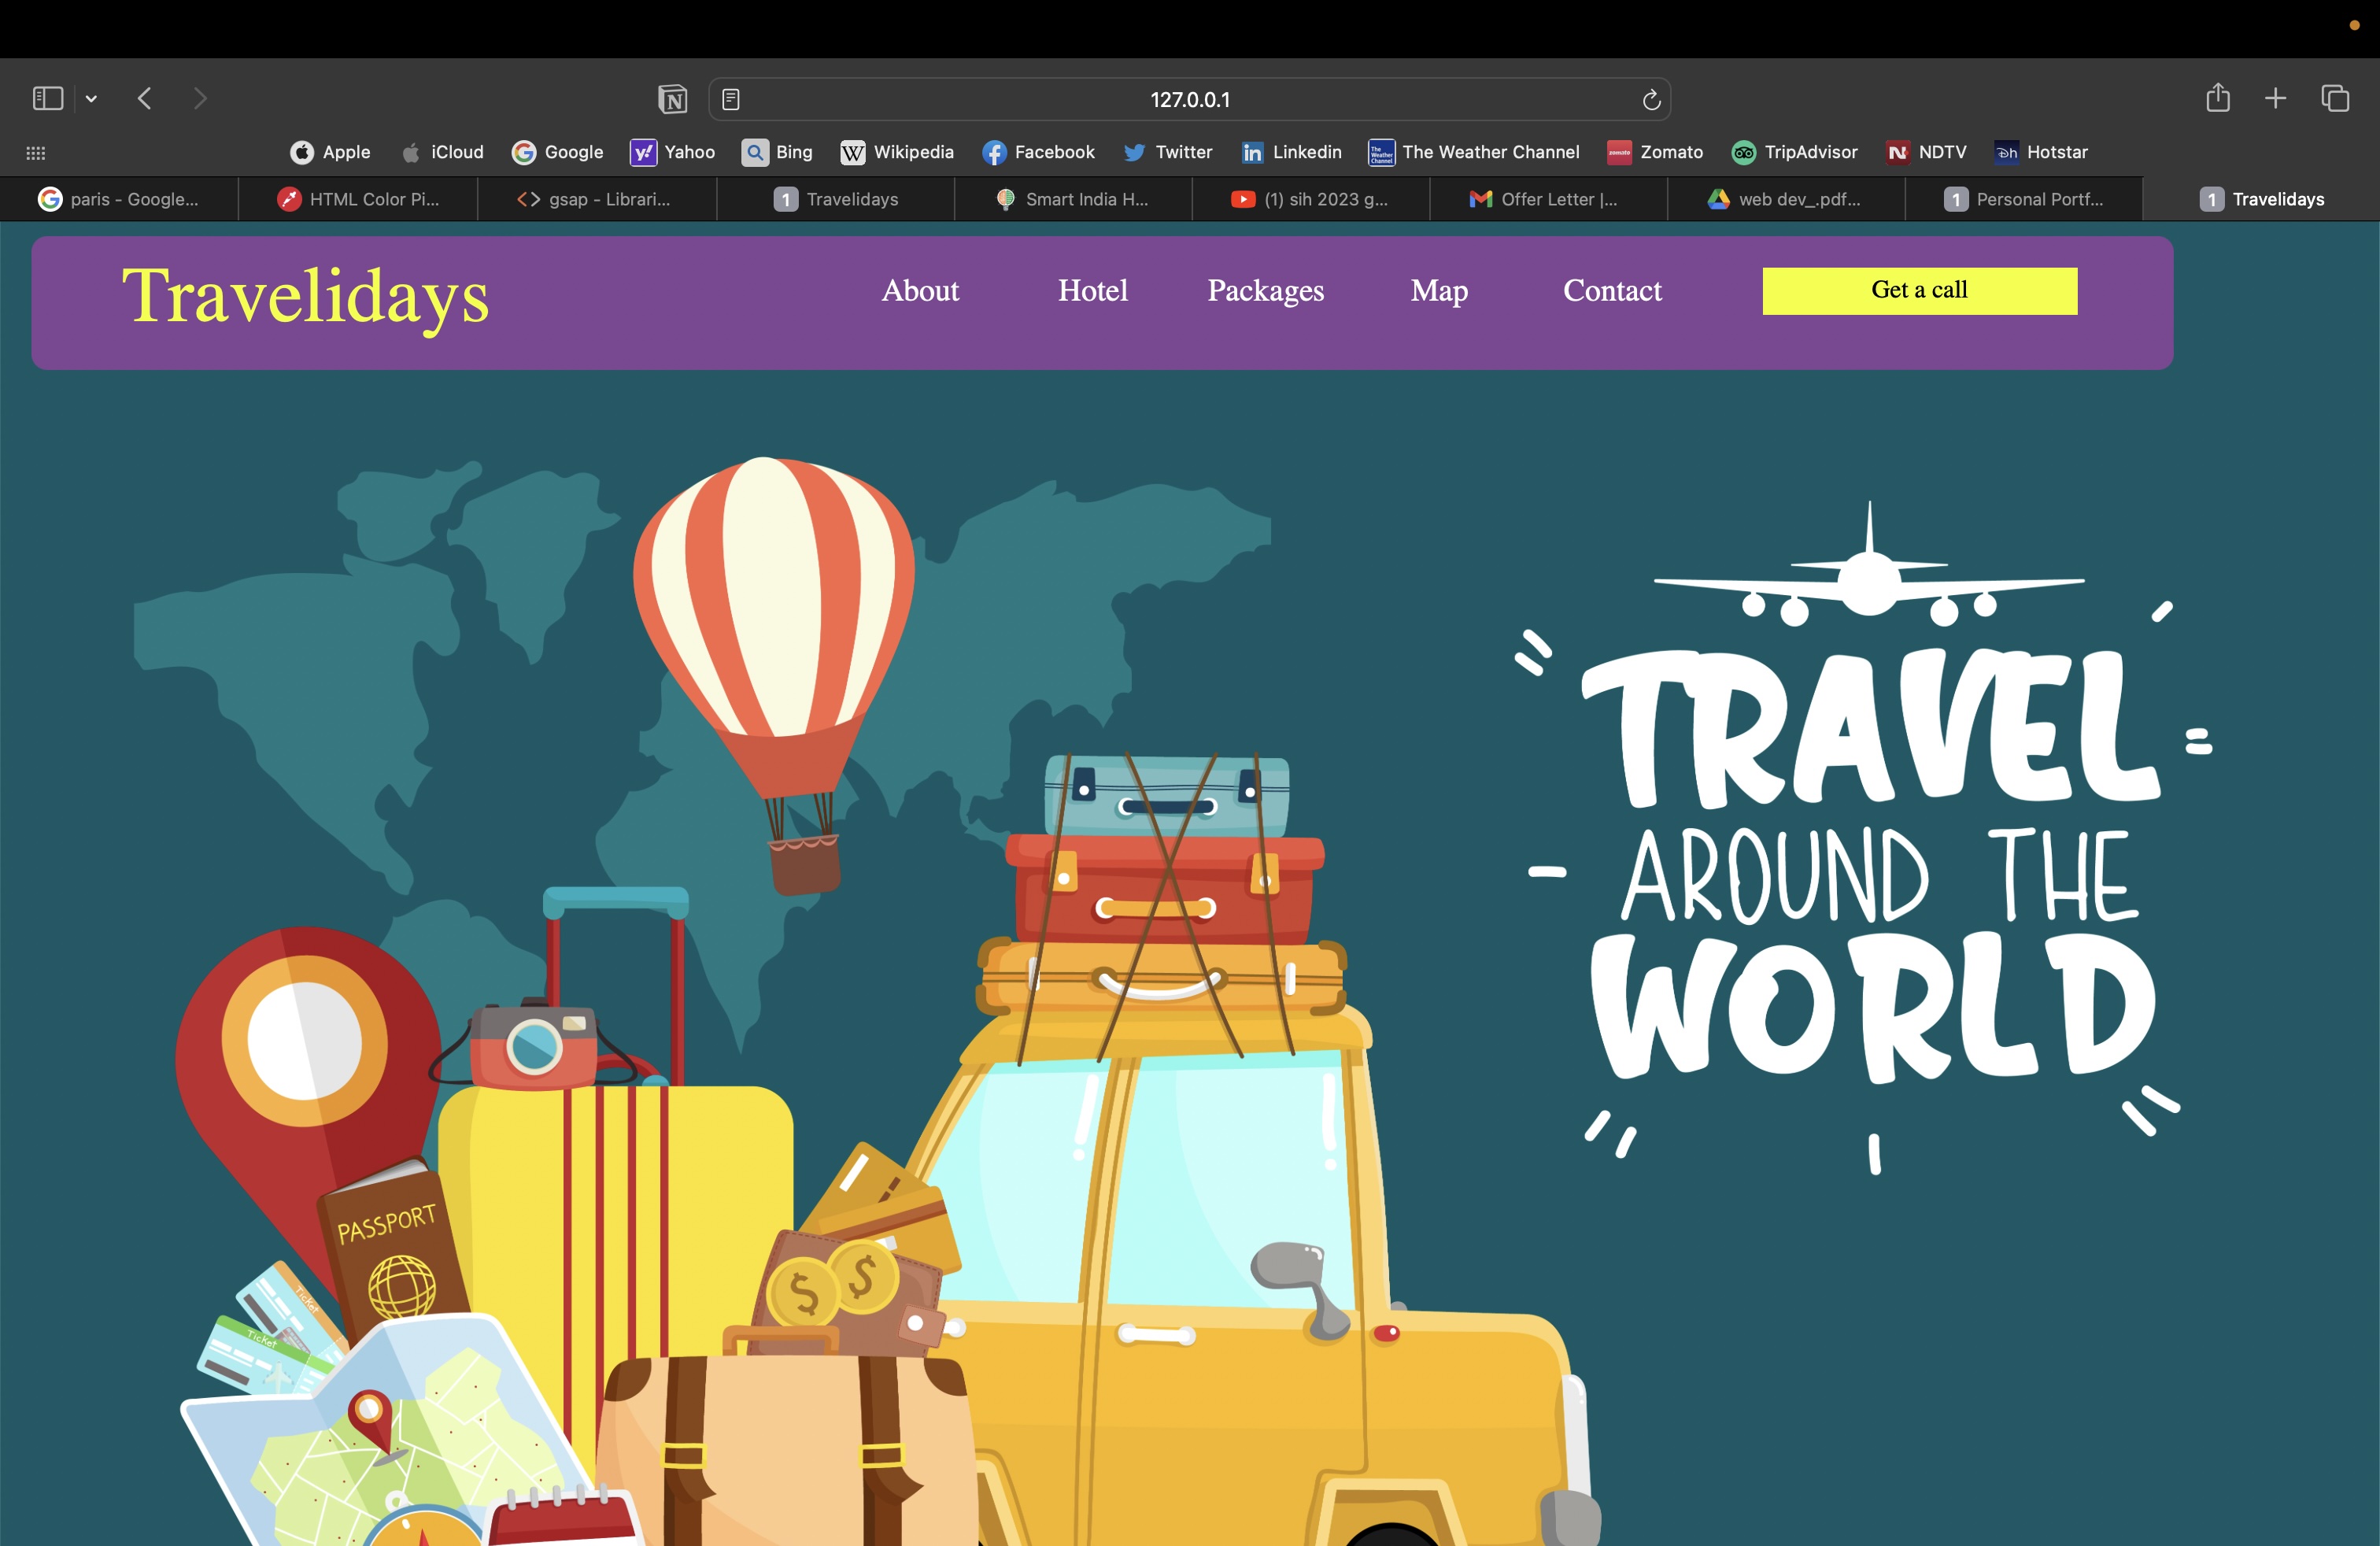 127.0.0.1
Apple iCloud Google Yahoo Bing Wikipedia Facebook Twitter Linkedin The Weather Channel Zomato TripAdvisor NDTV Hotstar
paris - Google... HTML Color Pi... gsap - Librari... 1 Travelidays Smart India H... (1) sih 2023 g... Offer Letter |... web dev_.pdf... 1 Personal Portf... 1 Travelidays
Travelidays About Hotel Packages Map Contact Get a call
TRAVEL
AROUND THE
WORLD
PASSPORT
$ $
Ticket
Ticket